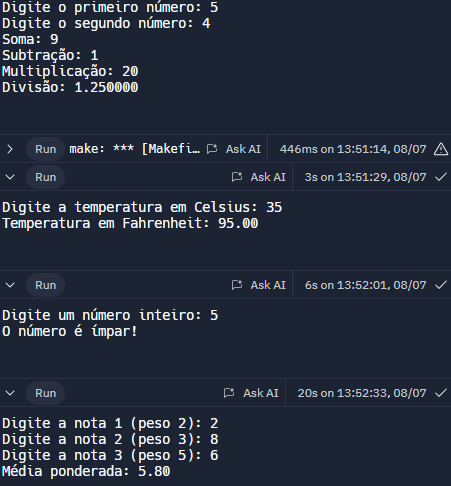 Digite o primeiro número: 5
Digite o segundo número: 4
Soma: 9
Subtração: 1
Multiplicação: 20
Divisão: 1.250000
Run make: *** [Makefi... Ask AI 446ms on 13:51:14, 08/07
Run Ask AI 3s on 13:51:29, 08/07
Digite a temperatura em Celsius: 35
Temperatura em Fahrenheit: 95.00
Run Ask AI 6s on 13:52:01, 08/07
Digite um número inteiro: 5
O número é ímpar!
Run Ask AI 20s on 13:52:33, 08/07
Digite a nota 1 (peso 2): 2
Digite a nota 2 (peso 3): 8
Digite a nota 3 (peso 5): 6
Média ponderada: 5.80